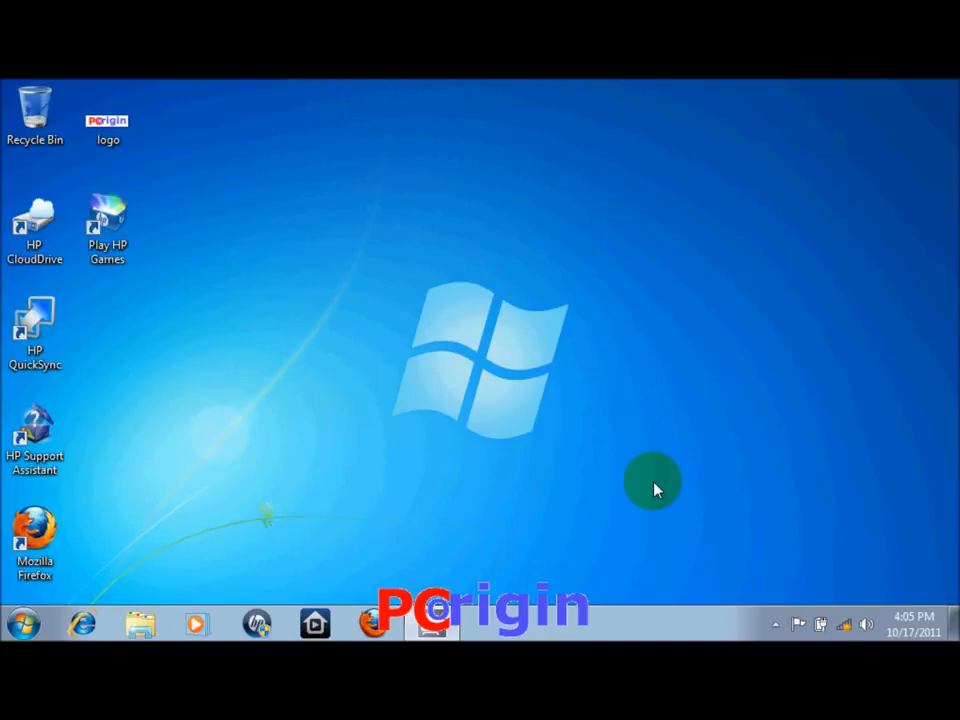 Recycle Bin
PCorigin
logo
HP
CloudDrive
Play HP
Games
HP
QuickSync
HP Support
Assistant
Mozilla
Firefox
PCorigin
4:05 PM
10/17/2011